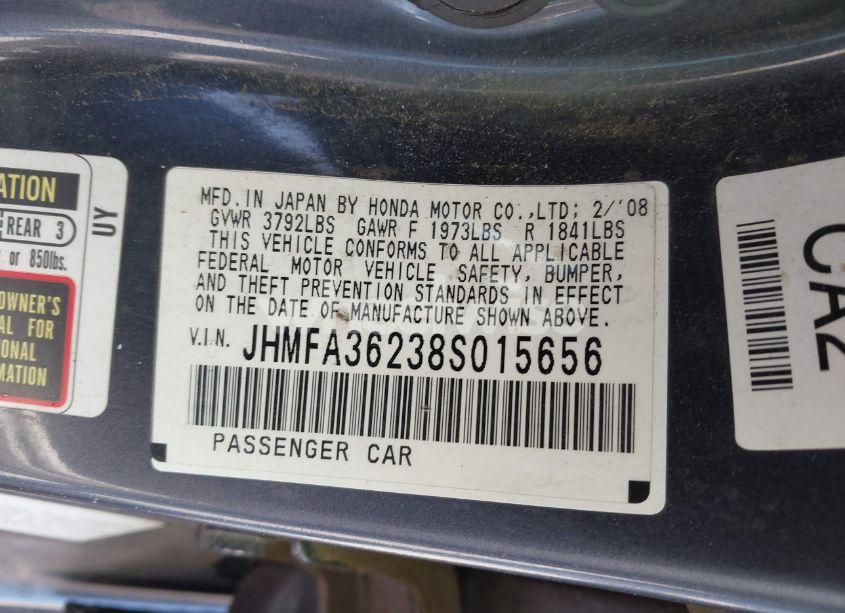 ATION
REAR 3
or 850lbs.
UY
OWNER'S
AL FOR
ONAL
MATION
MFD.IN JAPAN BY HONDA MOTOR CO.,LTD; 2/'08
GVWR 3792LBS GAWR F 1973LBS R 1841LBS
THIS VEHICLE CONFORMS TO ALL APPLICABLE
FEDERAL MOTOR VEHICLE SAFETY, BUMPER,
AND THEFT PREVENTION STANDARDS IN EFFECT
ON THE DATE OF MANUFACTURE SHOWN ABOVE.
V.I.N. JHMFA36238S015656
PASSENGER CAR
CA2